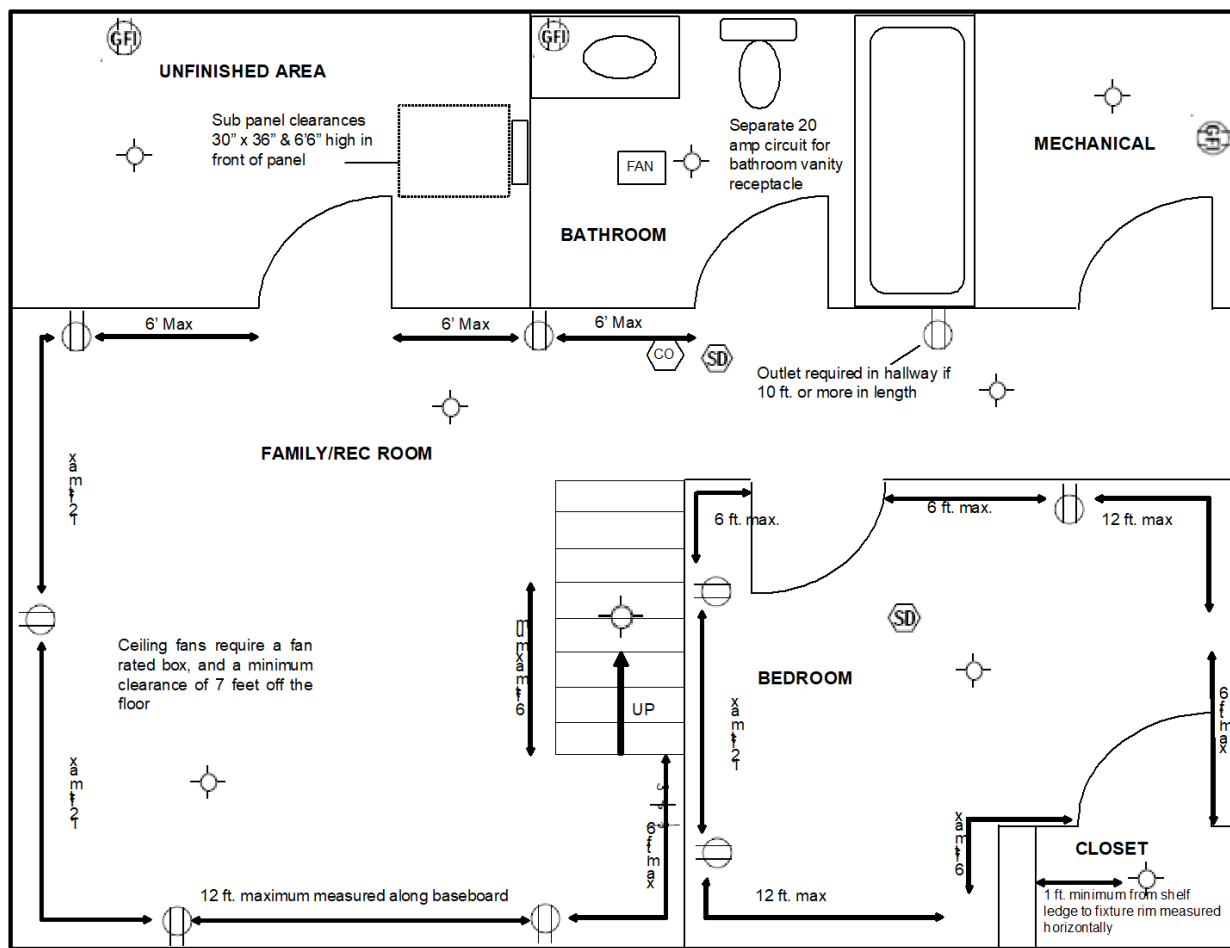 GFI
GFI
UNFINISHED AREA
Sub panel clearances
30” x 36” & 6’6” high in
front of panel
Separate 20
amp circuit for
bathroom vanity
receptacle
MECHANICAL
GFI
FAN
BATHROOM
6’ Max
6’ Max
6’ Max
CO
SD
Outlet required in hallway if
10 ft. or more in length
FAMILY/REC ROOM
12 ft max
6 ft. max.
6 ft. max.
12 ft max
SD
Ceiling fans require a fan
rated box, and a minimum
clearance of 7 feet off the
floor
6 ft max
UP
BEDROOM
12 ft max
6 ft max
12 ft max
6 ft max
6 ft max
CLOSET
12 ft. maximum measured along baseboard
12 ft max
1 ft. minimum from shelf
ledge to fixture rim measured
horizontally